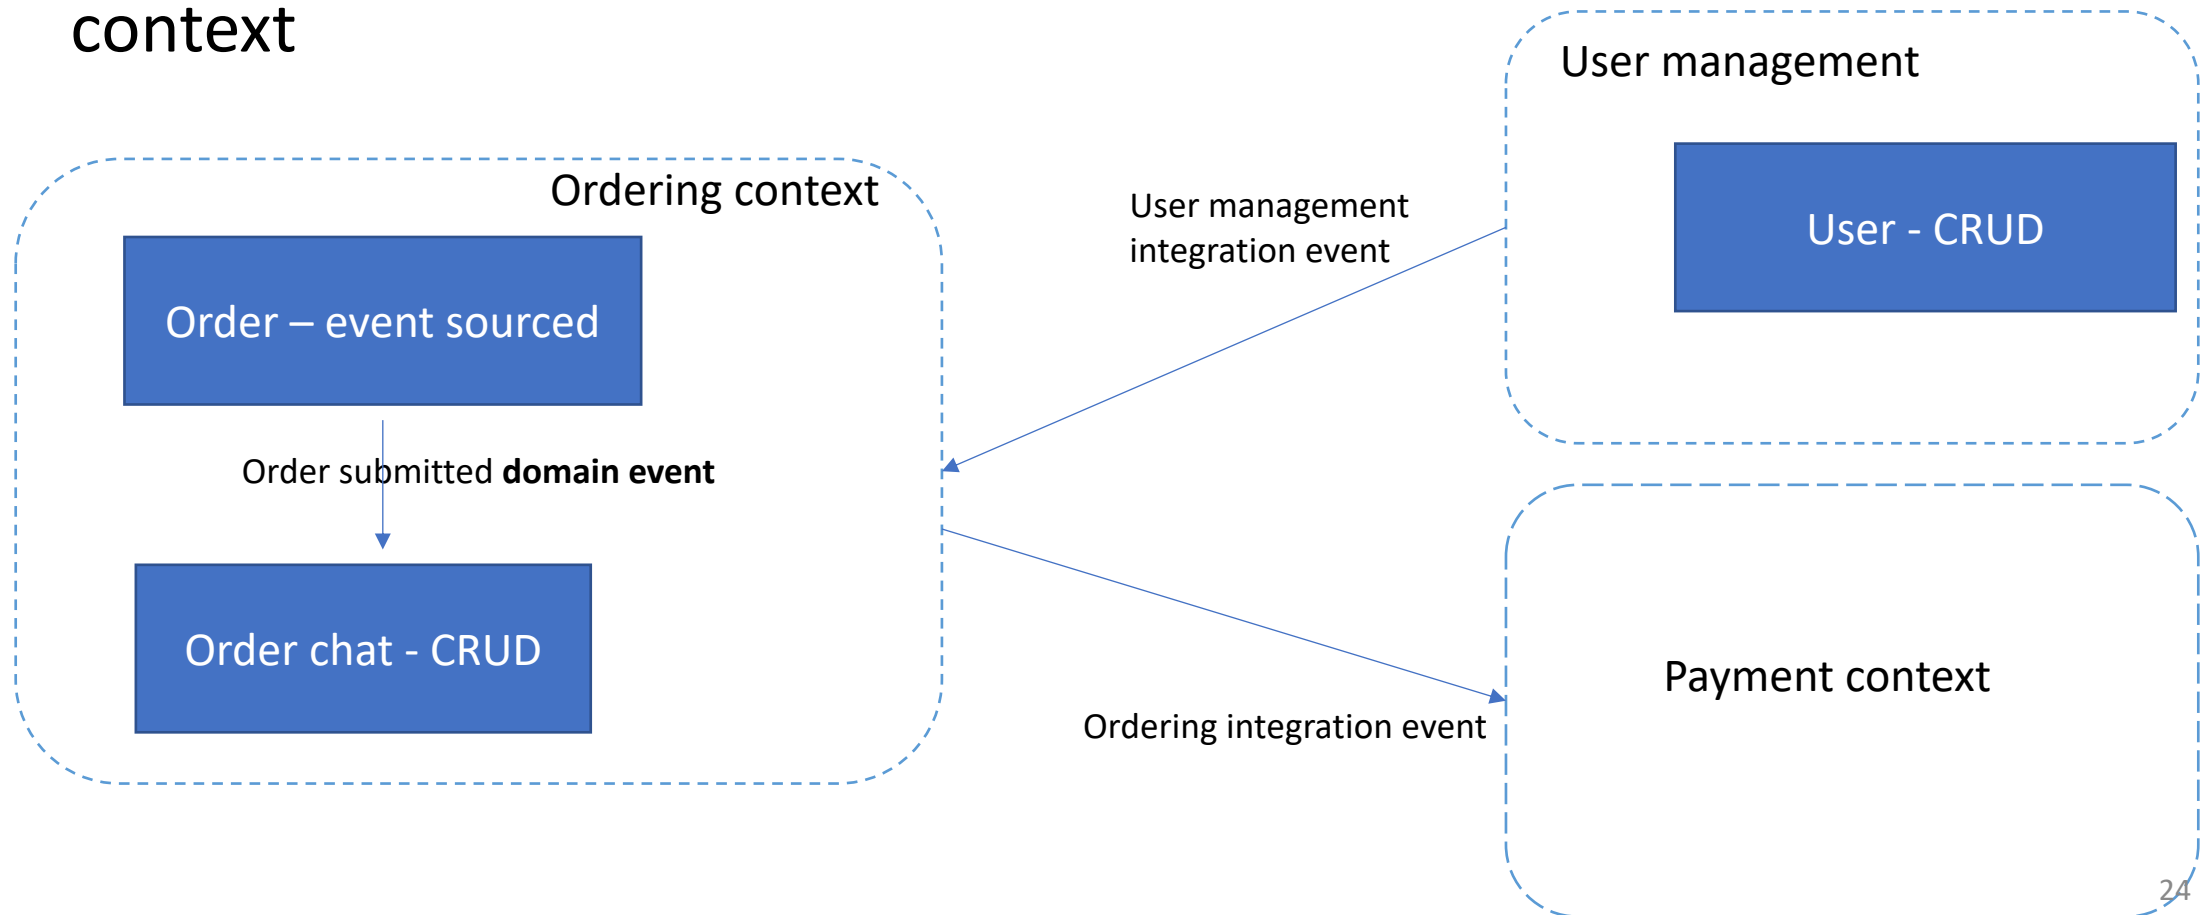 context
User management
User - CRUD
Ordering context
Order – event sourced
User management
integration event
Order submitted domain event
Order chat - CRUD
Payment context
Ordering integration event
24